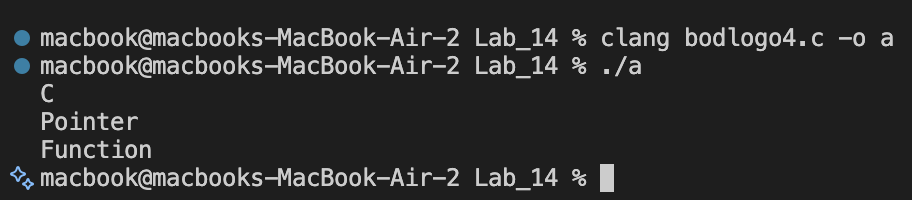 macbook@macbooks-MacBook-Air-2 Lab_14 % clang bodlogo4.c -o a
macbook@macbooks-MacBook-Air-2 Lab_14 % ./a
C
Pointer
Function
macbook@macbooks-MacBook-Air-2 Lab_14 %